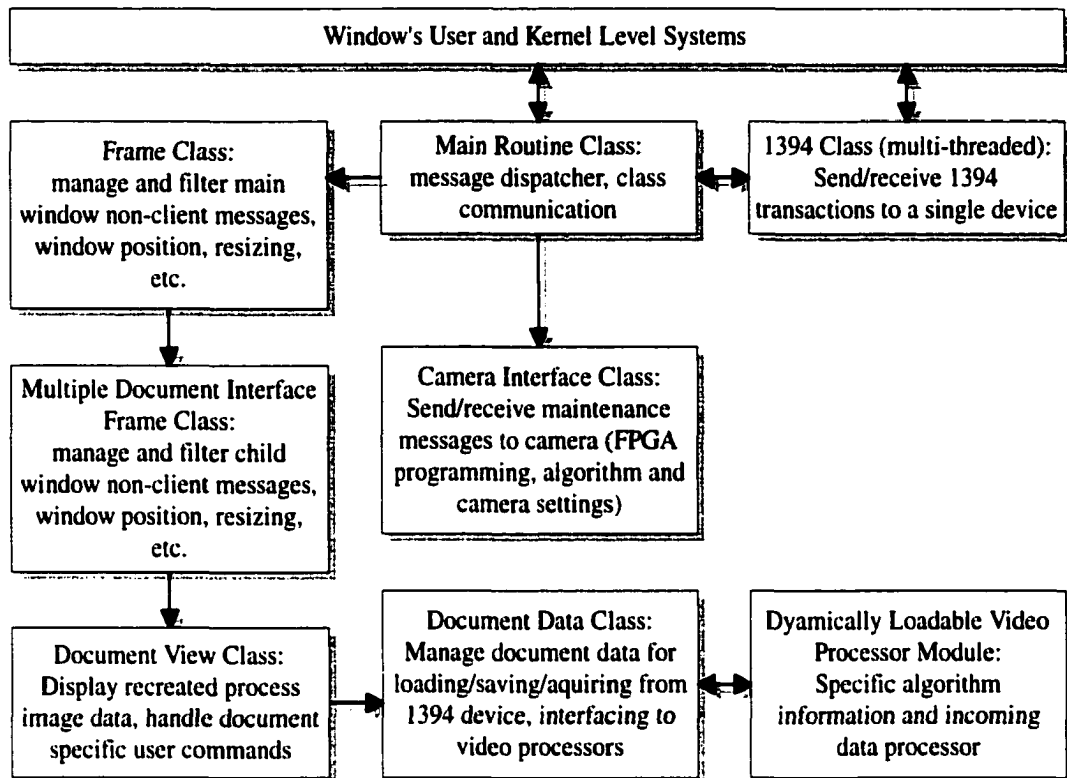 Window's User and Kernel Level Systems
Frame Class:
manage and filter main
window non-client messages,
window position, resizing,
etc.
Main Routine Class:
message dispatcher, class
communication
1394 Class (multi-threaded):
Send/receive 1394
transactions to a single device
Multiple Document Interface
Frame Class:
manage and filter child
window non-client messages,
window position, resizing,
etc.
Camera Interface Class:
Send/receive maintenance
messages to camera (FPGA
programming, algorithm and
camera settings)
Document View Class:
Display recreated process
image data, handle document
specific user commands
Document Data Class:
Manage document data for
loading/saving/aquiring from
1394 device, interfacing to
video processors
Dyamically Loadable Video
Processor Module:
Specific algorithm
information and incoming
data processor